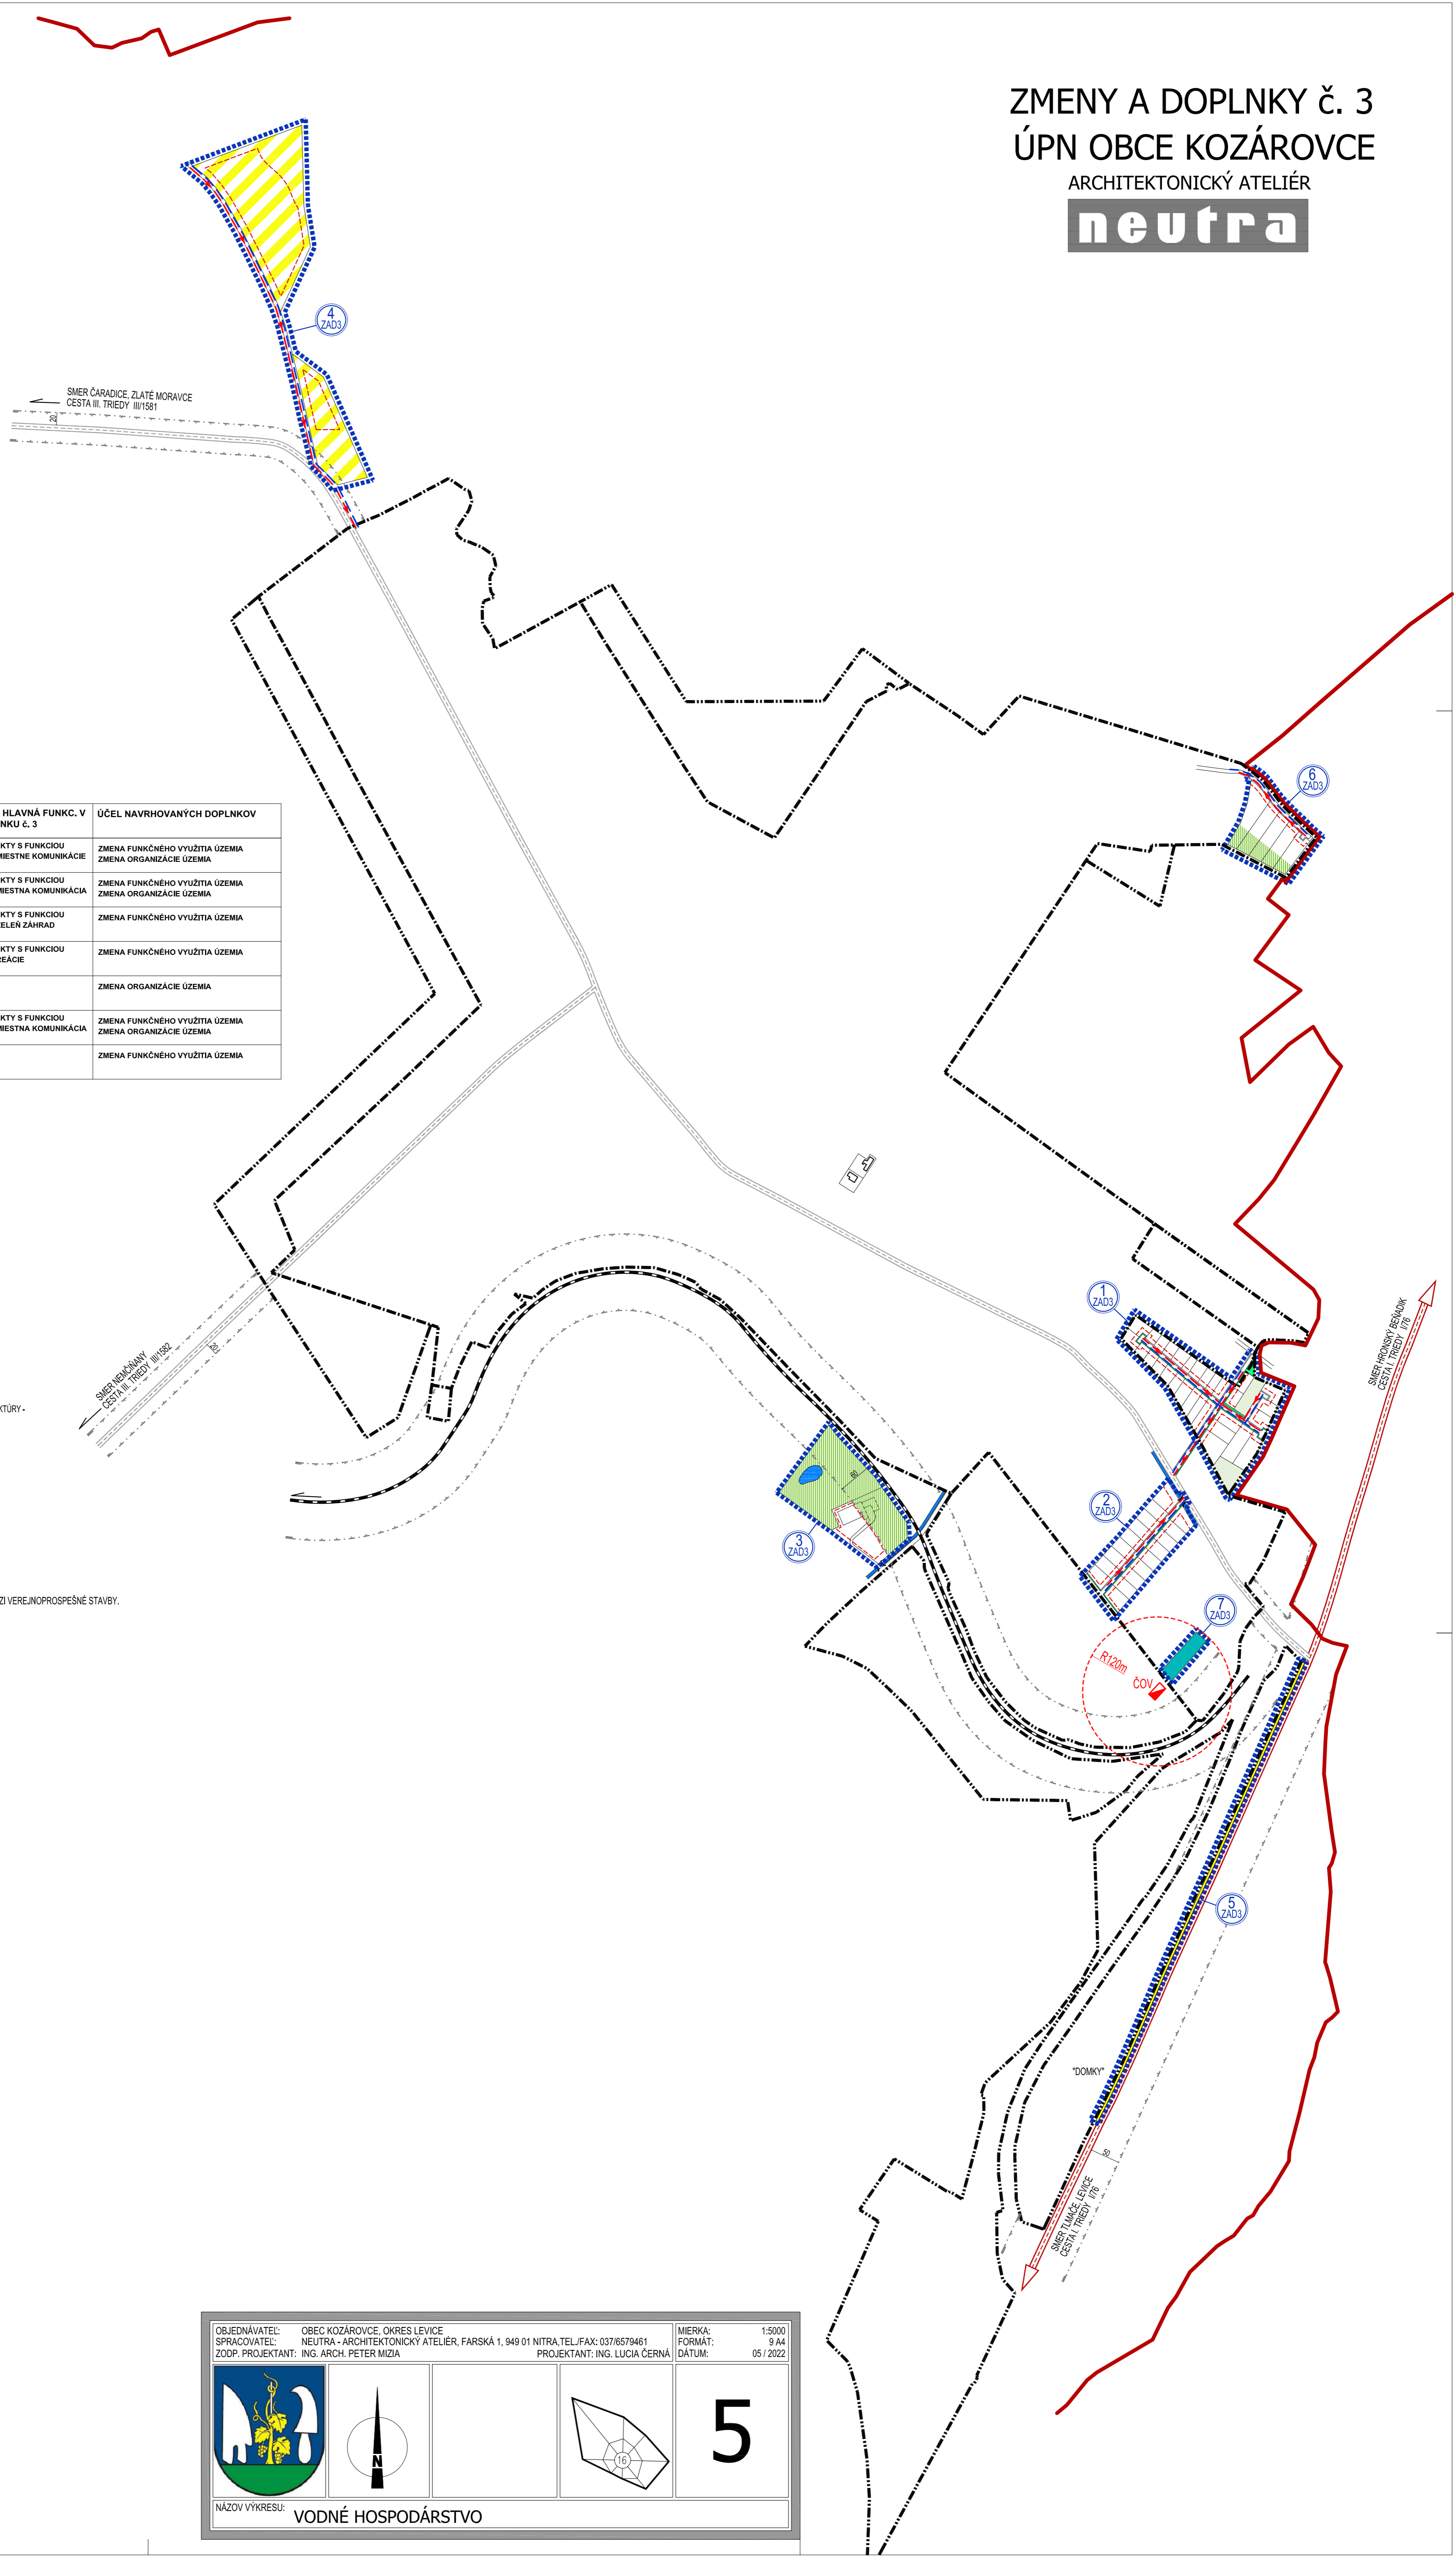 ZMENY A DOPLNKY č. 3
ÚPN OBCE KOZÁROVCE
ARCHITEKTONICKÝ ATELIÉR
neutra
4
ZAD3
SMER ČARADICE, ZLATÉ MORAVCE
CESTA III. TRIEDY III/1581
20
6
ZAD3
HLAVNÁ FUNKC. V
NKU č. 3
ÚČEL NAVRHOVANÝCH DOPLNKOV
KTY S FUNKCIOU
MIESTNE KOMUNIKÁCIE
ZMENA FUNKČNÉHO VYUŽITIA ÚZEMIA
ZMENA ORGANIZÁCIE ÚZEMIA
KTY S FUNKCIOU
MIESTNA KOMUNIKÁCIA
ZMENA FUNKČNÉHO VYUŽITIA ÚZEMIA
ZMENA ORGANIZÁCIE ÚZEMIA
KTY S FUNKCIOU
ZELEŇ ZÁHRAD
ZMENA FUNKČNÉHO VYUŽITIA ÚZEMIA
KTY S FUNKCIOU
REÁCIE
ZMENA FUNKČNÉHO VYUŽITIA ÚZEMIA
ZMENA ORGANIZÁCIE ÚZEMIA
KTY S FUNKCIOU
MIESTNA KOMUNIKÁCIA
ZMENA FUNKČNÉHO VYUŽITIA ÚZEMIA
ZMENA ORGANIZÁCIE ÚZEMIA
ZMENA FUNKČNÉHO VYUŽITIA ÚZEMIA
1
ZAD3
SMER HRONSKÝ BEŇADIK
CESTA I. TRIEDY I/76
SMER NEMČIŇANY
CESTA III. TRIEDY III/1582
20
KTÚRY -
60
2
ZAD3
3
ZAD3
ZI VEREJNOPROSPEŠNÉ STAVBY.
7
ZAD3
R120m
ČOV
5
ZAD3
"DOMKY"
50
SMER TLMAČE, LEVICE
CESTA I. TRIEDY I/76
OBJEDNÁVATEĽ: OBEC KOZÁROVCE, OKRES LEVICE
SPRACOVATEĽ: NEUTRA - ARCHITEKTONICKÝ ATELIÉR, FARSKÁ 1, 949 01 NITRA,TEL./FAX: 037/6579461
ZODP. PROJEKTANT: ING. ARCH. PETER MIZIA PROJEKTANT: ING. LUCIA ČERNÁ
MIERKA: 1:5000
FORMÁT: 9 A4
DÁTUM: 05 / 2022
N
16
5
NÁZOV VÝKRESU: VODNÉ HOSPODÁRSTVO